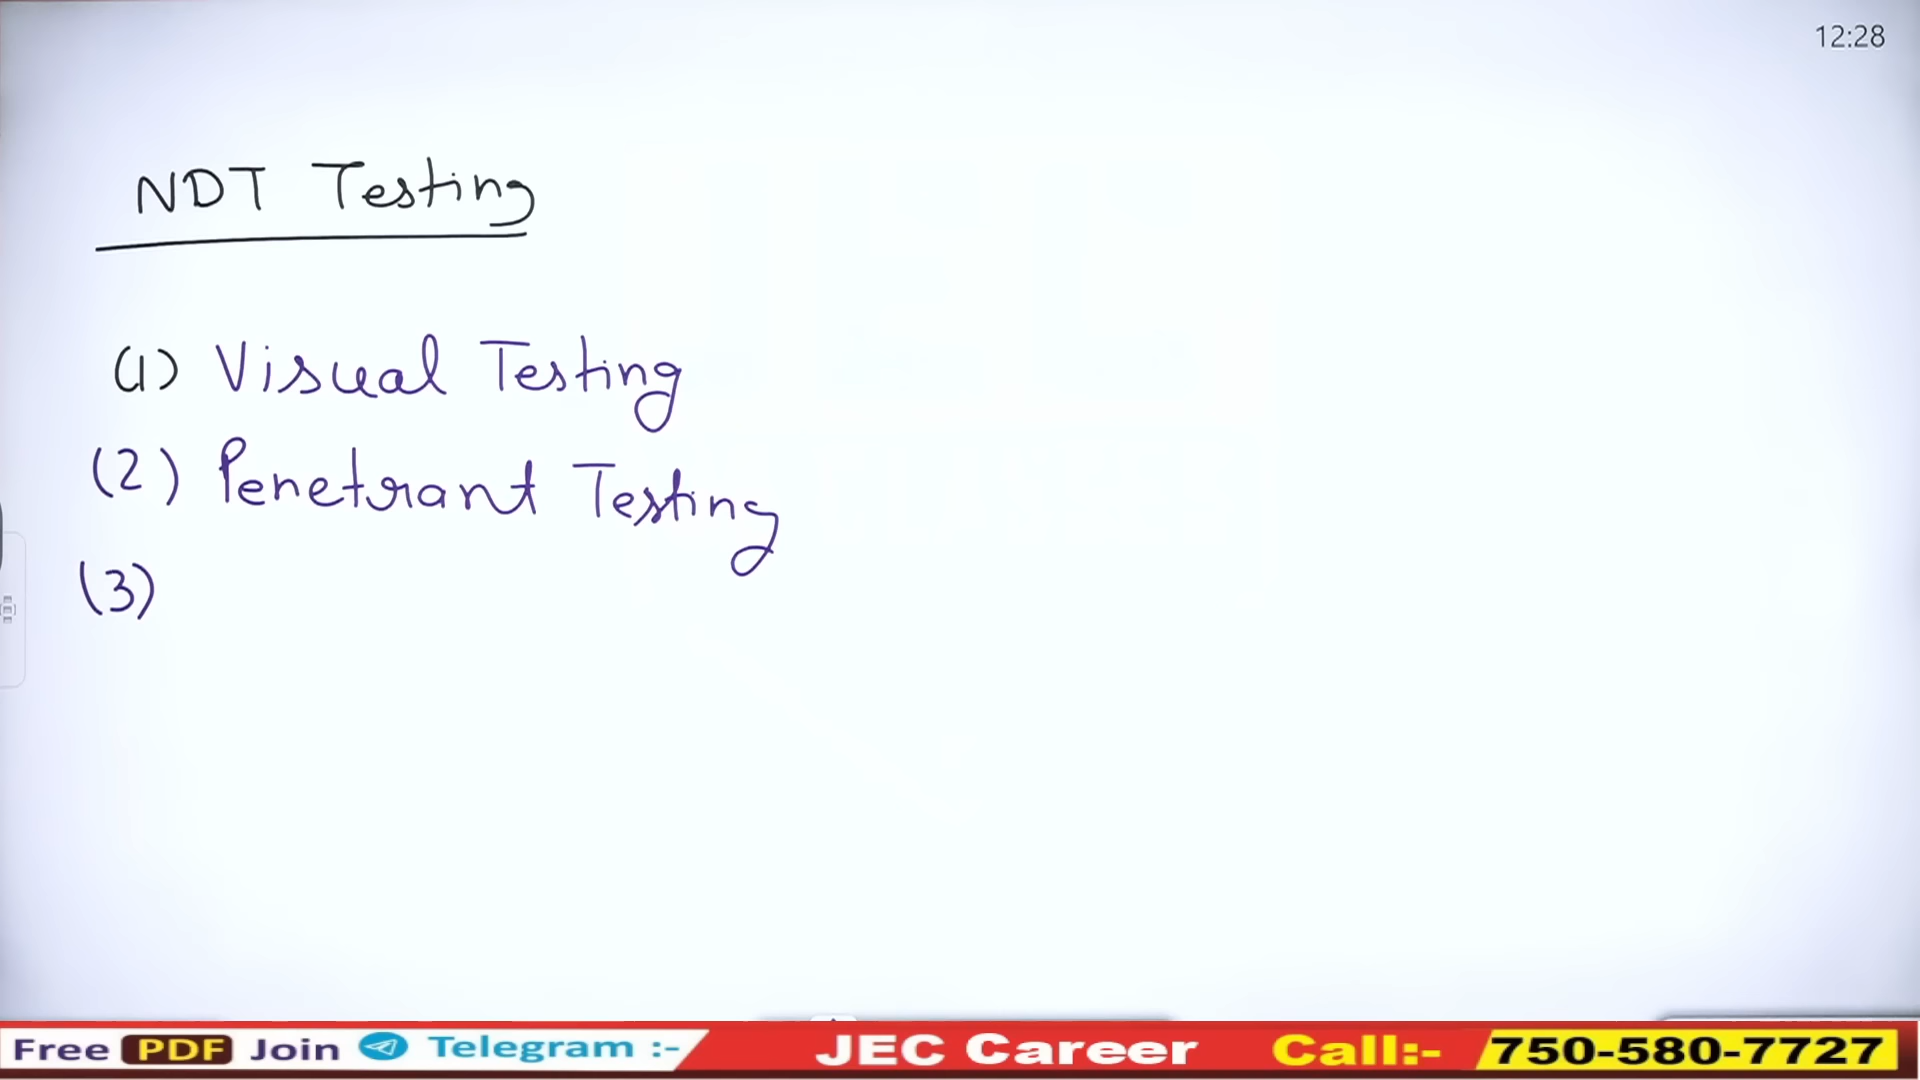 12:28
NDT Testing
(1) Visual Testing
(2) Penetrant Testing
(3)
Free PDF Join Telegram :- JEC Career Call:- 750-580-7727